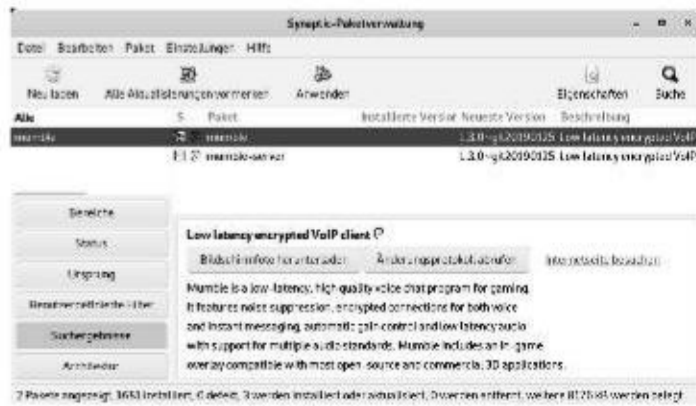 Synaptic-Paketverwaltung
Datei Bearbeiten Paket Einstellungen Hilfe
Neu laden Alle Aktualisierungen vormerken Anwenden Eigenschaften Suche
Alle S Paket Installierte Version Neueste Version Beschreibung
mumble mumble 1.3.0~git20190125 Low latency encrypted VoIP
mumble-server 1.3.0~git20190125 Low latency encrypted VoIP
Bereiche
Status
Ursprung
Benutzerdefinierte Filter
Suchergebnisse
Architektur
Low latency encrypted VoIP client
Bildschirmfoto herunterladen Änderungsprotokoll abrufen Internetseite besuchen
Mumble is a low-latency, high quality voice chat program for gaming.
It features noise suppression, encrypted connections for both voice
and instant messaging, automatic gain control and low latency audio
with support for multiple audio standards. Mumble includes an in-game
overlay compatible with most open-source and commercial 3D applications.
2 Pakete angezeigt, installiert, 0 defekt, 3 werden installiert oder aktualisiert, 0 werden entfernt, weitere 8126 kB werden belegt